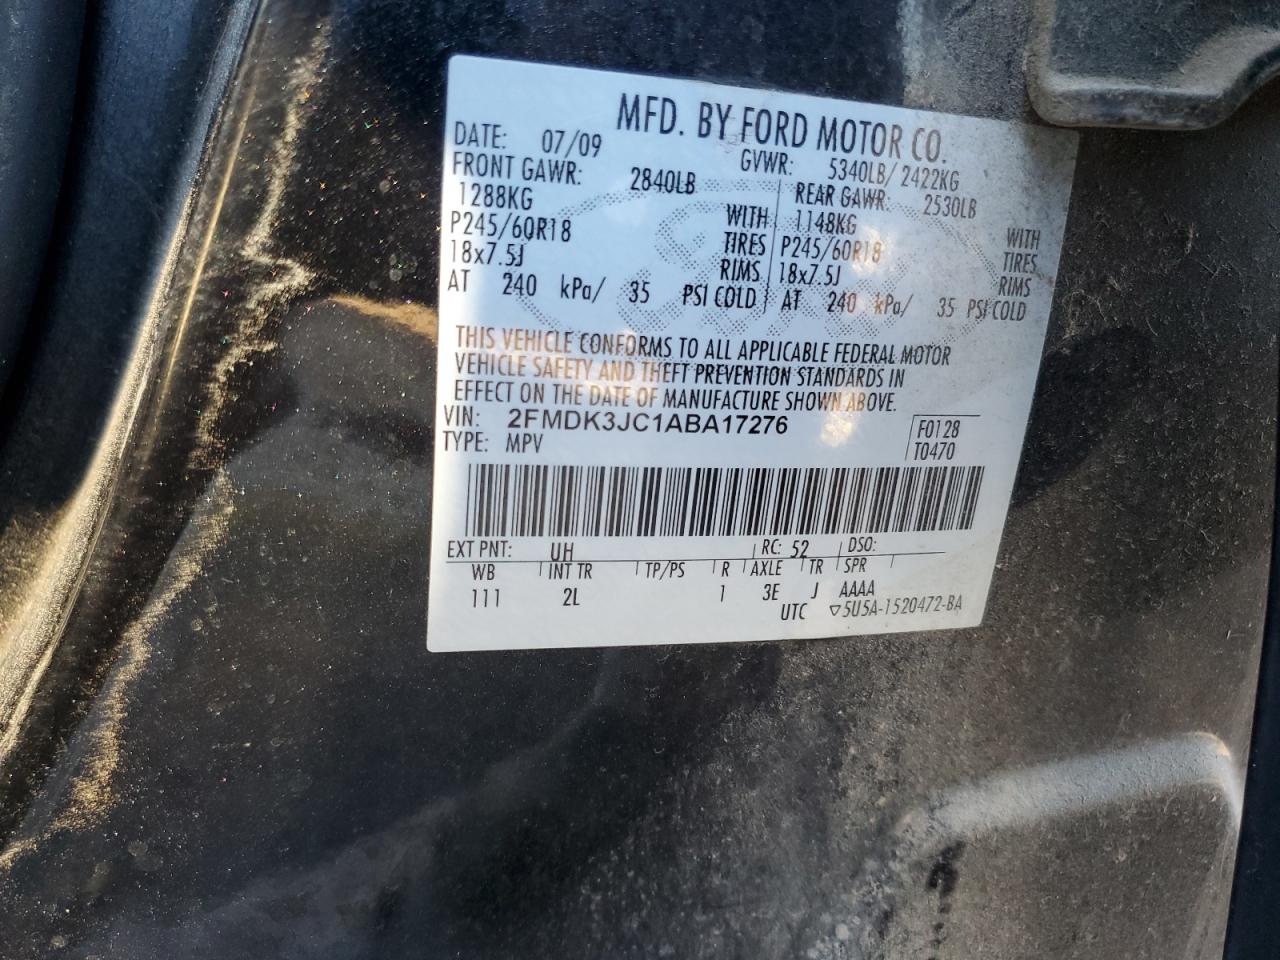 MFD. BY FORD MOTOR CO.
DATE: 07/09 GVWR: 5340LB/ 2422KG
FRONT GAWR: 2840LB REAR GAWR: 2530LB
1288KG WITH 1148KG WITH
P245/60R18 TIRES P245/60R18 TIRES
18x7.5J RIMS 18x7.5J RIMS
AT 240 kPa/ 35 PSI COLD AT 240 kPa/ 35 PSI COLD
THIS VEHICLE CONFORMS TO ALL APPLICABLE FEDERAL MOTOR
VEHICLE SAFETY AND THEFT PREVENTION STANDARDS IN
EFFECT ON THE DATE OF MANUFACTURE SHOWN ABOVE.
VIN: 2FMDK3JC1ABA17276 F0128
TYPE: MPV T0470
EXT PNT: UH RC: 52 DSO:
WB INT TR TP/PS R AXLE TR SPR
111 2L 1 3E J AAAA
UTC ▽5U5A-1520472-BA